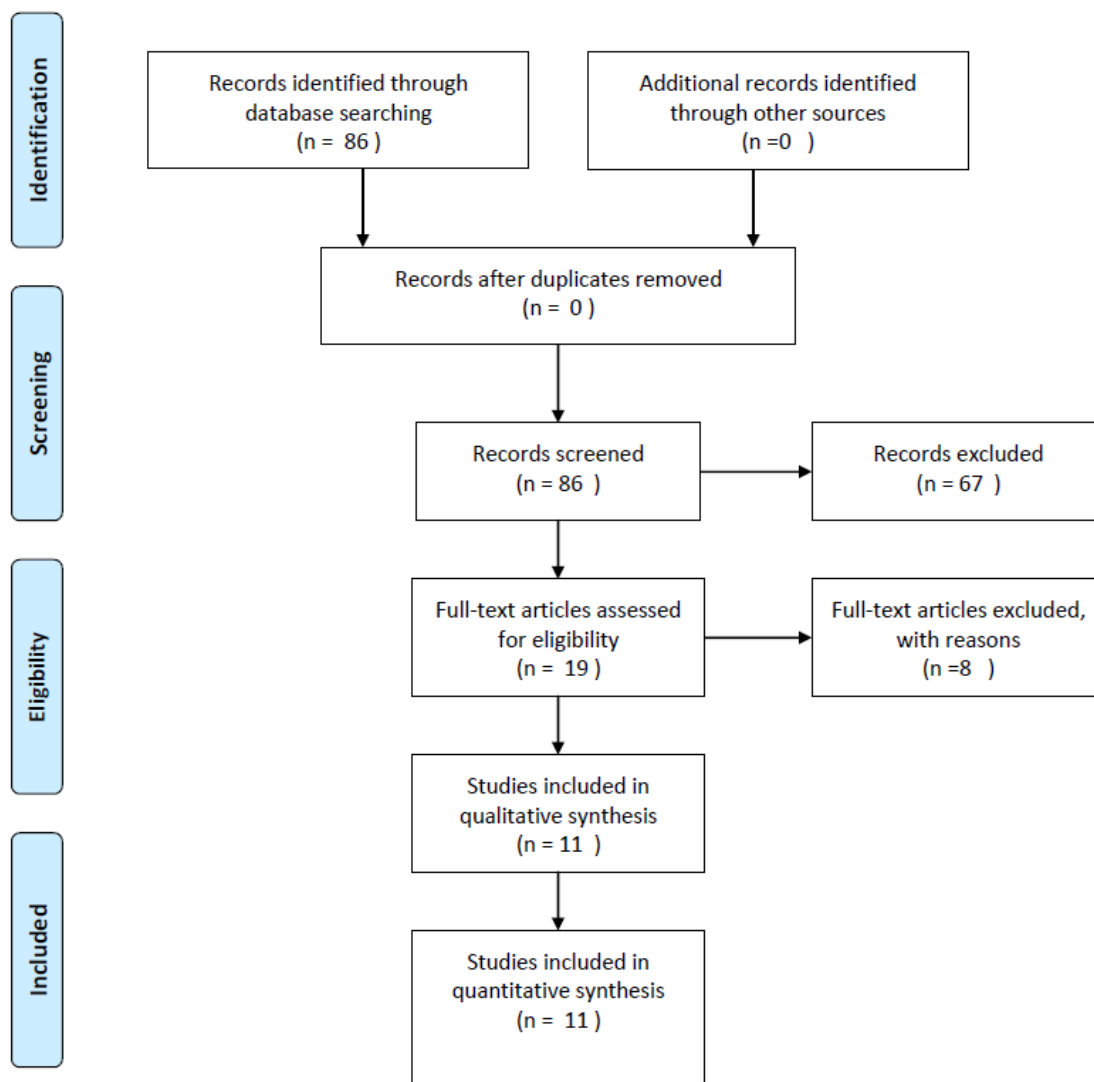 Identification
Records identified through
database searching
(n =  86 )
Additional records identified
through other sources
(n =0   )
Records after duplicates removed
(n =  0 )
Screening
Records screened
(n = 86  )
Records excluded
(n = 67  )
Eligibility
Full-text articles assessed
for eligibility
(n =  19 )
Full-text articles excluded,
with reasons
(n =8   )
Studies included in
qualitative synthesis
(n = 11  )
Included
Studies included in
quantitative synthesis
(n =  11 )